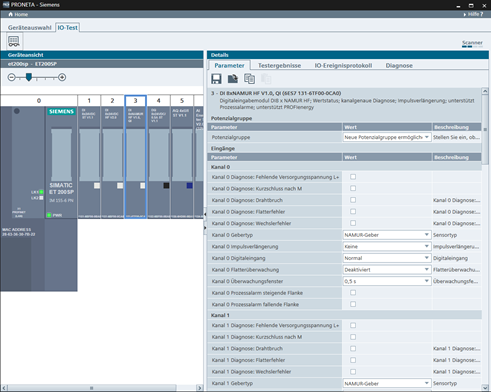 PRONETA - Siemens
Home
Hilfe ?
Geräteauswahl
IO-Test
Scanner
Geräteansicht
et200sp - ET200SP
0
1
2
3
4
5
SIEMENS
SIMATIC
ET 200SP
MAC ADDRESS
Details
Parameter
Testergebnisse
IO-Ereignisprotokoll
Diagnose
3 - DI 8xNAMUR HF V1.0, QI (6ES7 131-6TF00-0CA0)
Digitaleingabemodul DI8 x NAMUR HF; Wertstatus; kanalgenaue Diagnose; Impulsverlängerung; unterstützt
Prozessalarme; unterstützt PROFIenergy
Potenzialgruppe
Parameter Wert Beschreibung
Potenzialgruppe Neue Potenzialgruppe ermöglich Stellen Sie ein, ob...
Eingänge
Parameter Wert Beschreibung
Kanal 0
Kanal 0 Diagnose: Fehlende Versorgungsspannung L+
Kanal 0 Diagnose: Kurzschluss nach M
Kanal 0 Diagnose: Drahtbruch Kanal 0 Diagnose:...
Kanal 0 Diagnose: Flatterfehler Kanal 0 Diagnose:...
Kanal 0 Diagnose: Wechslerfehler Kanal 0 Diagnose:...
Kanal 0 Gebertyp NAMUR-Geber Sensortyp
Kanal 0 Impulsverlängerung Keine Impulsverlängerung...
Kanal 0 Digitaleingang Normal Digitaleingang
Kanal 0 Flatterüberwachung Deaktiviert Flatterüberwachu...
Kanal 0 Überwachungsfenster 0,5 s Überwachungsfe...
Kanal 0 Prozessalarm steigende Flanke
Kanal 0 Prozessalarm fallende Flanke
Kanal 1
Kanal 1 Diagnose: Fehlende Versorgungsspannung L+
Kanal 1 Diagnose: Kurzschluss nach M
Kanal 1 Diagnose: Drahtbruch Kanal 1 Diagnose:...
Kanal 1 Diagnose: Flatterfehler Kanal 1 Diagnose:...
Kanal 1 Diagnose: Wechslerfehler Kanal 1 Diagnose:...
Kanal 1 Gebertyp NAMUR-Geber Sensortyp